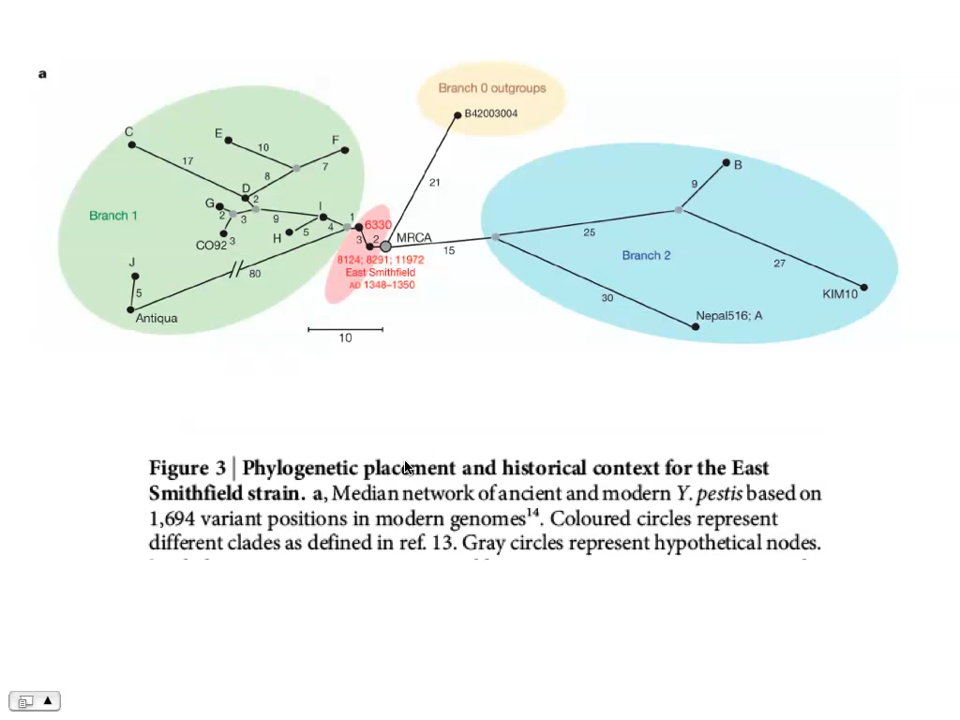 a
Branch 0 outgroups
B42003004
C
E
F
10
17
7
8
21
B
D
2
9
G
2
3
I
Branch 1
9
1
6330
4
H
5
CO92
3
3
2
MRCA
15
25
Branch 2
27
J
80
8124; 8291; 11972
East Smithfield
AD 1348–1350
5
30
KIM10
Antiqua
Nepal516; A
10
Figure 3 | Phylogenetic placement and historical context for the East
Smithfield strain. a, Median network of ancient and modern Y. pestis based on
1,694 variant positions in modern genomes14. Coloured circles represent
different clades as defined in ref. 13. Gray circles represent hypothetical nodes.